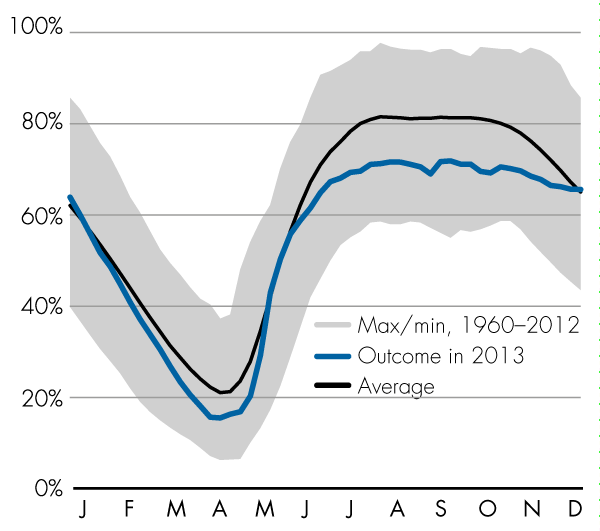 100%
80%
60%
40%
20%
0%
Max/min, 1960–2012
Outcome in 2013
Average
J F M A M J J A S O N D